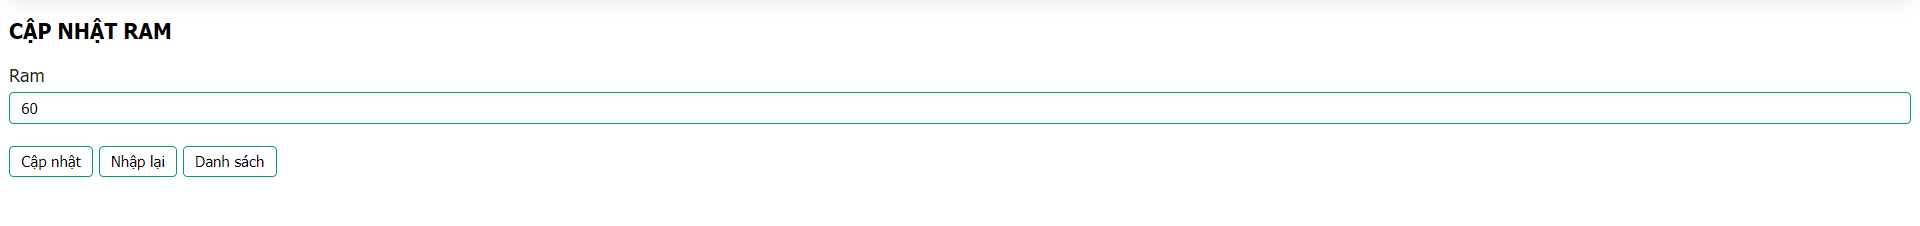 CẬP NHẬT RAM
Ram
60
Cập nhật Nhập lại Danh sách